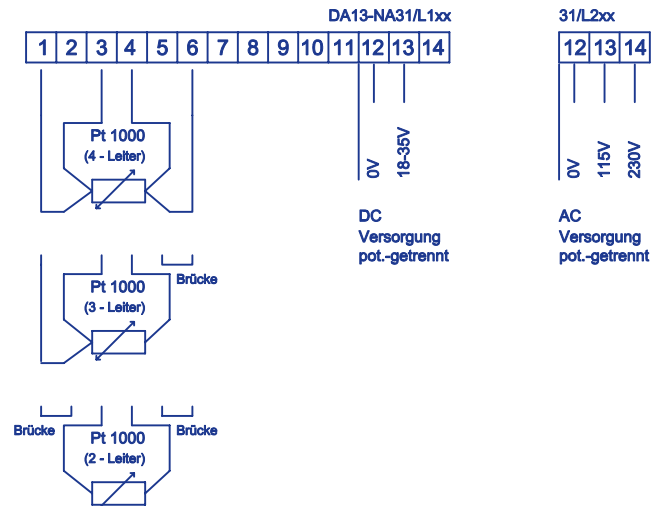 DA13-NA31/L1xx
31/L2xx
1 2 3 4 5 6 7 8 9 10 11 12 13 14
12 13 14
Pt 1000
(4 - Leiter)
0V
18-35V
0V
115V
230V
DC
Versorgung
pot.-getrennt
AC
Versorgung
pot.-getrennt
Brücke
Pt 1000
(3 - Leiter)
Brücke
Brücke
Pt 1000
(2 - Leiter)